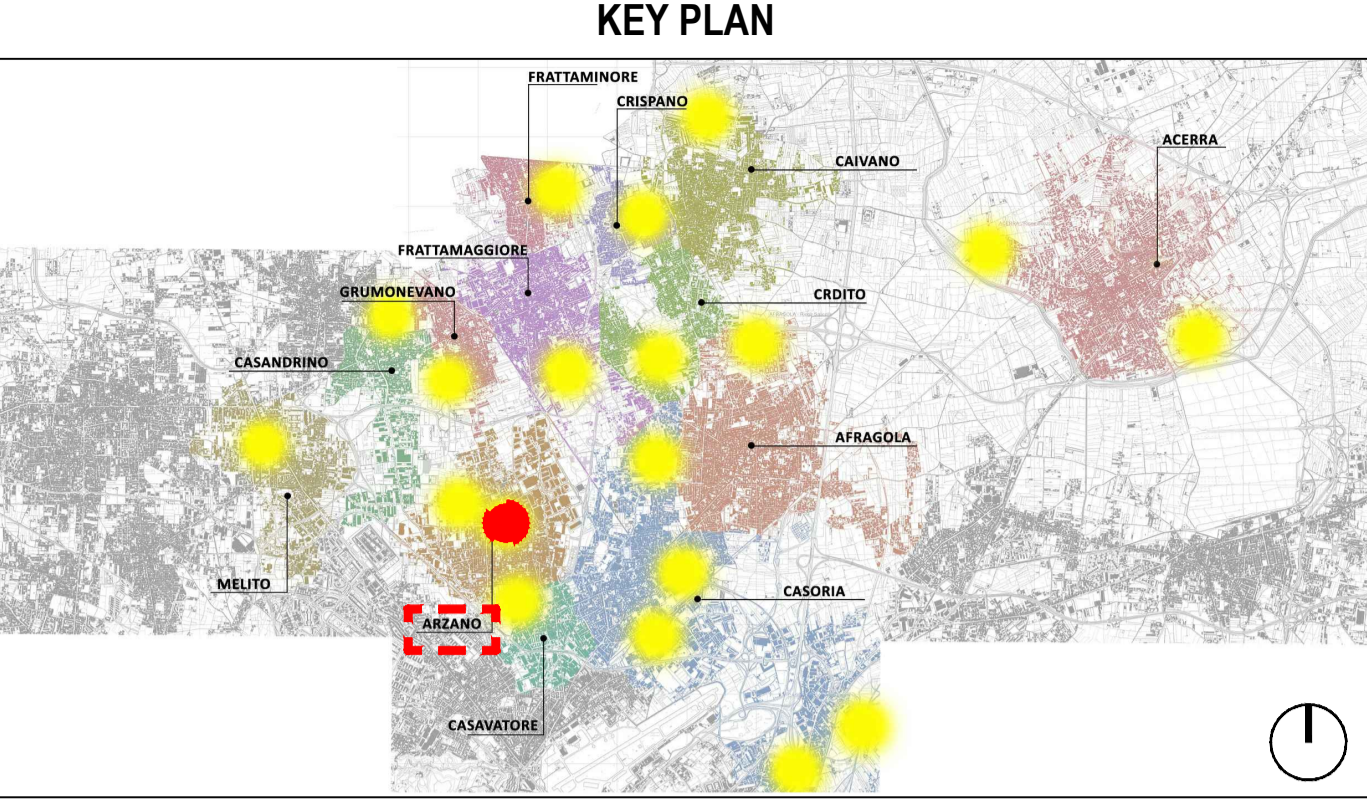 KEY PLAN
FRATTAMINORE
CRISPANO
ACERRA
CAIVANO
FRATTAMAGGIORE
GRUMONEVANO
CRDITO
CASANDRINO
AFRAGOLA
MELITO
CASORIA
ARZANO
CASAVATORE